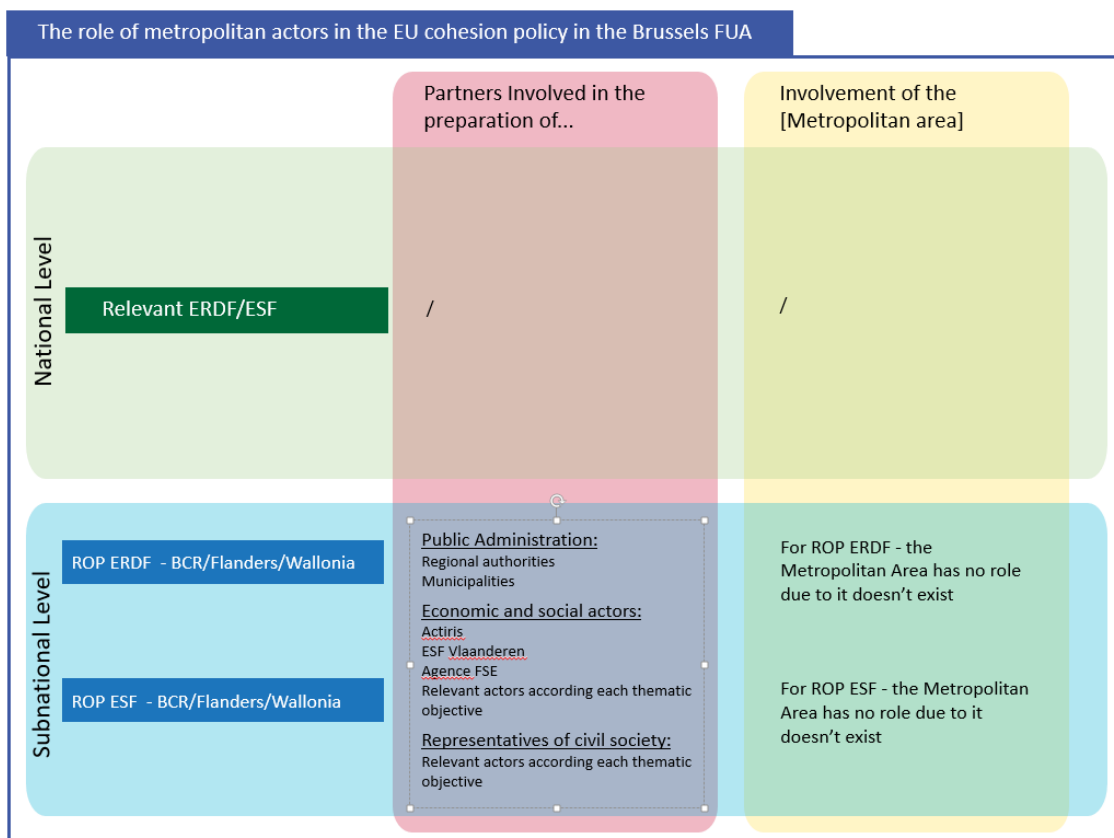 The role of metropolitan actors in the EU cohesion policy in the Brussels FUA
Partners Involved in the
preparation of...
Involvement of the
[Metropolitan area]
National Level
Relevant ERDF/ESF
/
/
Subnational Level
ROP ERDF  - BCR/Flanders/Wallonia
ROP ESF  - BCR/Flanders/Wallonia
Public Administration:
Regional authorities
Municipalities
Economic and social actors:
Actiris
ESF Vlaanderen
Agence FSE
Relevant actors according each thematic
objective
Representatives of civil society:
Relevant actors according each thematic
objective
For ROP ERDF - the
Metropolitan Area has no role
due to it doesn’t exist
For ROP ESF - the Metropolitan
Area has no role due to it
doesn’t exist